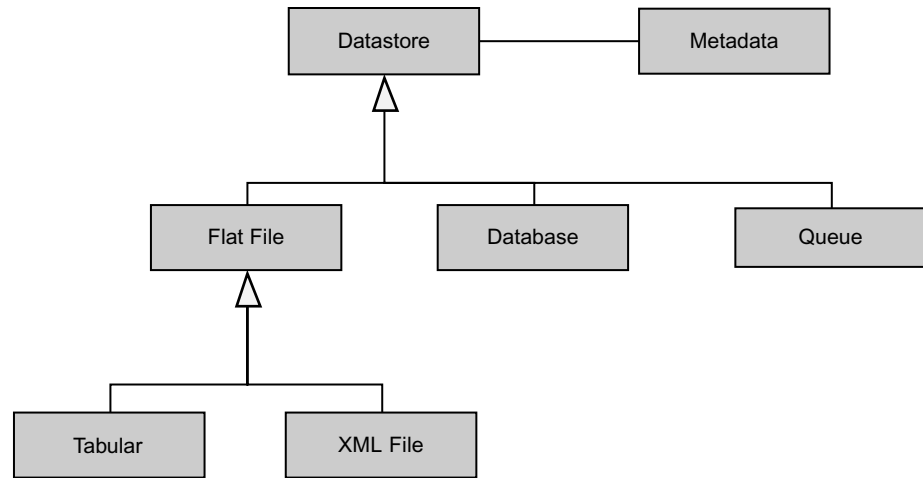 Datastore
Metadata
Flat File
Database
Queue
Tabular
XML File